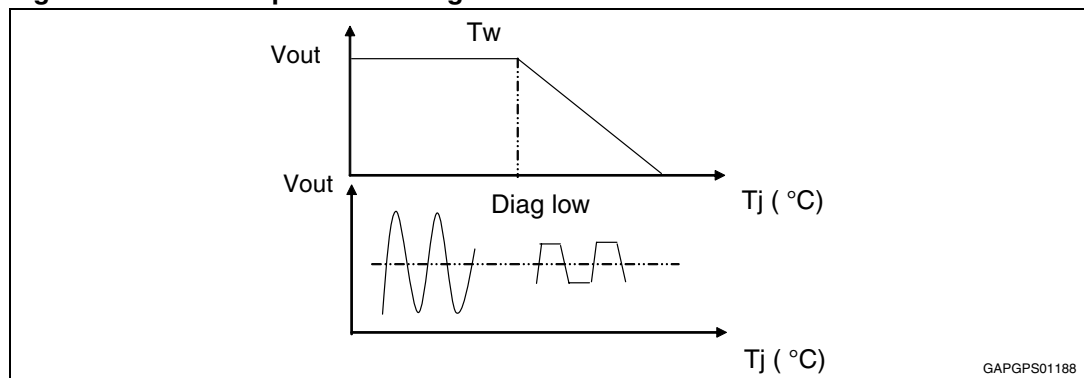 Tw
Vout
Tj ( °C)
Vout
Diag low
Tj ( °C)
GAPGPS01188